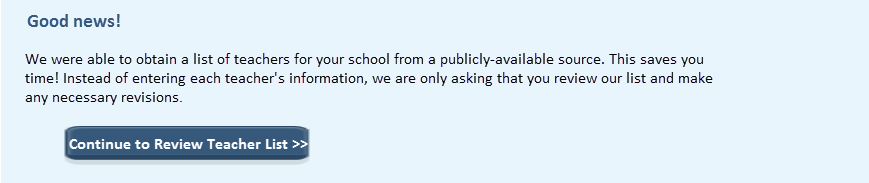 Good news!
We were able to obtain a list of teachers for your school from a publicly-available source. This saves you
time! Instead of entering each teacher's information, we are only asking that you review our list and make
any necessary revisions.
Continue to Review Teacher List >>